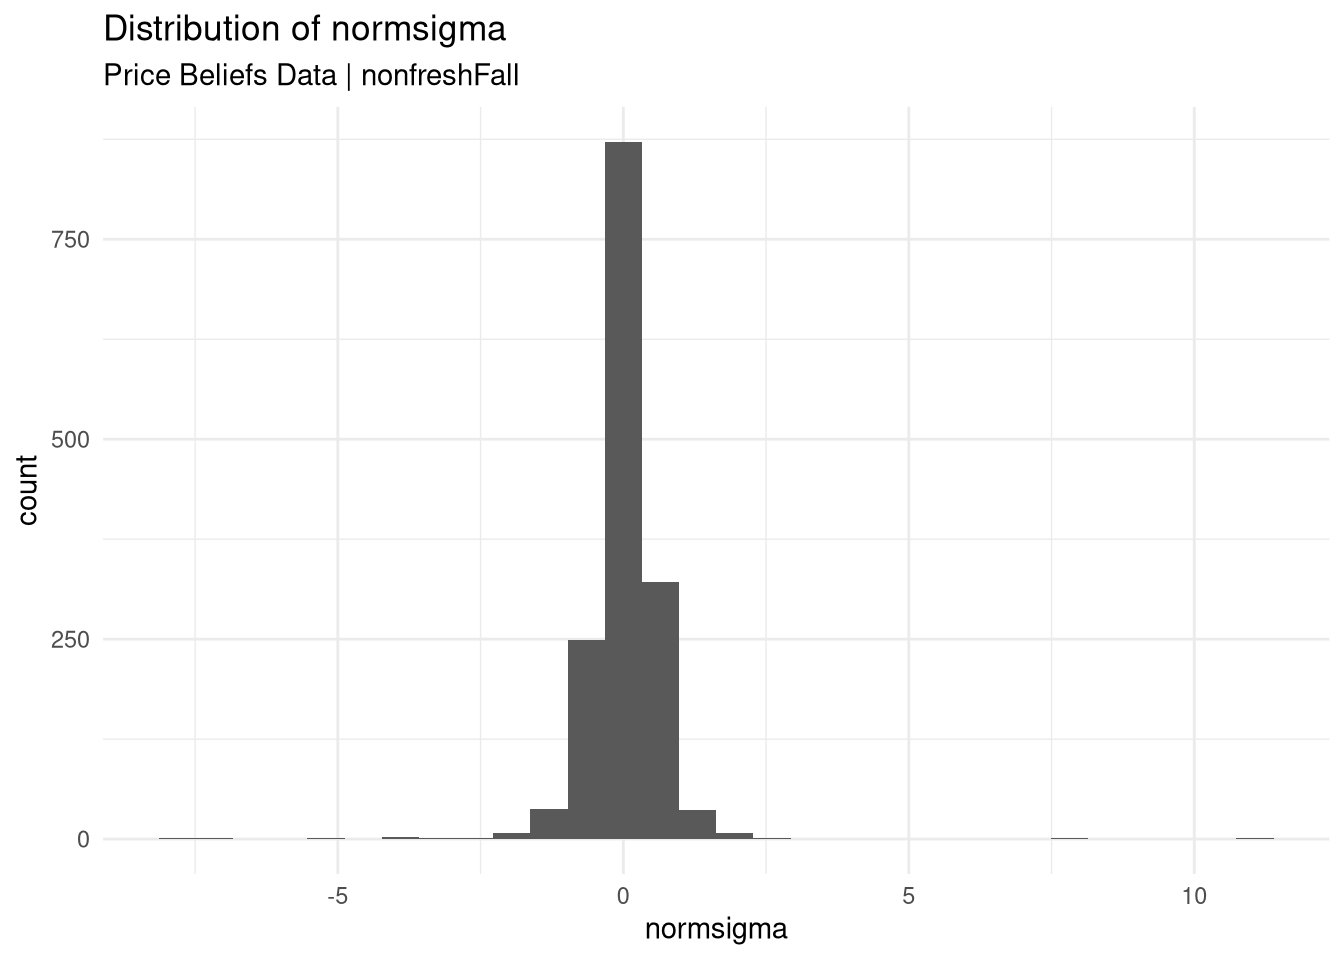 Distribution of normsigma
Price Beliefs Data | nonfreshFall
750
500
250
0
count
-5
0
5
10
normsigma